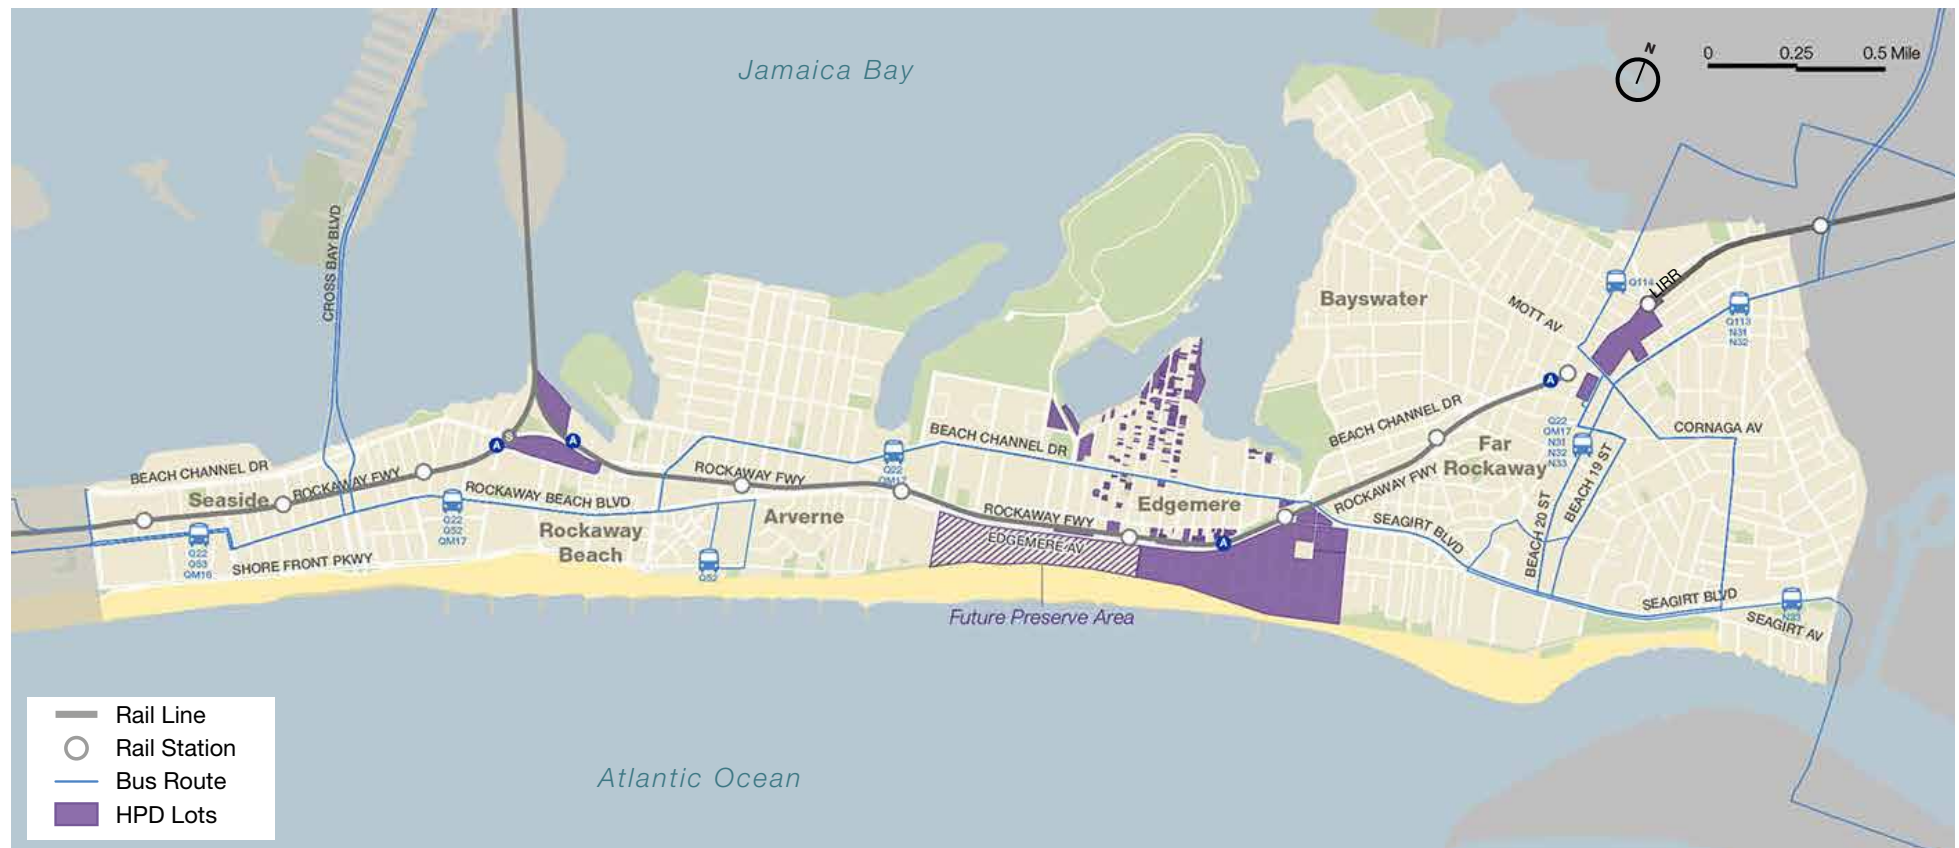 Jamaica Bay
N
0 0.25 0.5 Mile
CROSS BAY BLVD
Bayswater
MOTT AV
Q114
LIRR
Q113
N31
N32
A
BEACH CHANNEL DR
Q22
QM17
N31
N32
N33
CORNAGA AV
Far
Rockaway
BEACH 19 ST
BEACH 20 ST
A
S
A
BEACH CHANNEL DR
Seaside
ROCKAWAY FWY
ROCKAWAY BEACH BLVD
ROCKAWAY FWY
Q22
QM17
BEACH CHANNEL DR
Q22
Q52
QM17
Rockaway
Beach
Arverne
ROCKAWAY FWY
EDGEMERE AV
Edgemere
A
ROCKAWAY FWY
SEAGIRT BLVD
Q22
Q53
QM16
SHORE FRONT PKWY
Q52
Future Preserve Area
SEAGIRT BLVD
N33
SEAGIRT AV
Atlantic Ocean
Rail Line
Rail Station
Bus Route
HPD Lots